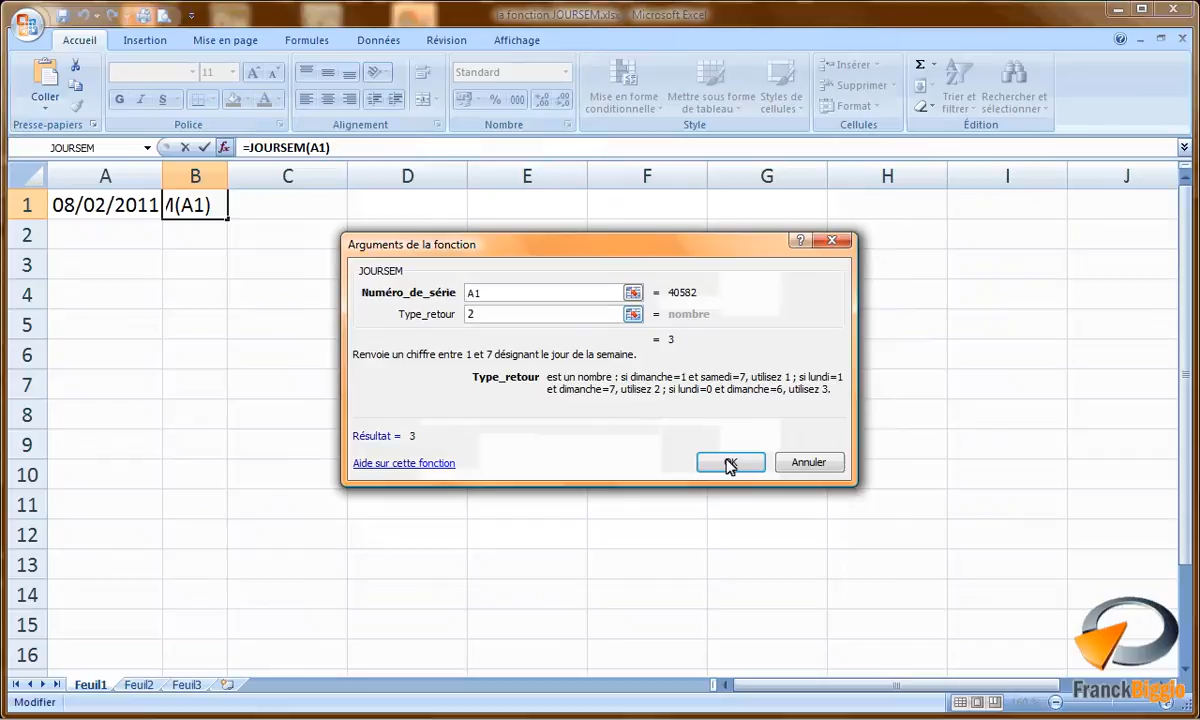 la fonction JOURSEM.xlsx - Microsoft Excel
Accueil Insertion Mise en page Formules Données Révision Affichage
Coller
11
G I S
Standard
% 000
Mise en forme conditionnelle
Mettre sous forme de tableau
Styles de cellules
Insérer
Supprimer
Format
Σ
Trier et filtrer
Rechercher et sélectionner
Presse-papiers Police Alignement Nombre Style Cellules Édition
JOURSEM fx =JOURSEM(A1)
A B C D E F G H I J
1 08/02/2011 M(A1)
2
3
4
5
6
7
8
9
10
11
12
13
14
15
16
Arguments de la fonction
JOURSEM
Numéro_de_série A1 = 40582
Type_retour 2 = nombre
= 3
Renvoie un chiffre entre 1 et 7 désignant le jour de la semaine.
Type_retour est un nombre : si dimanche=1 et samedi=7, utilisez 1 ; si lundi=1
et dimanche=7, utilisez 2 ; si lundi=0 et dimanche=6, utilisez 3.
Résultat = 3
Aide sur cette fonction
OK Annuler
Feuil1 Feuil2 Feuil3
Modifier
160 %
FranckBigglo